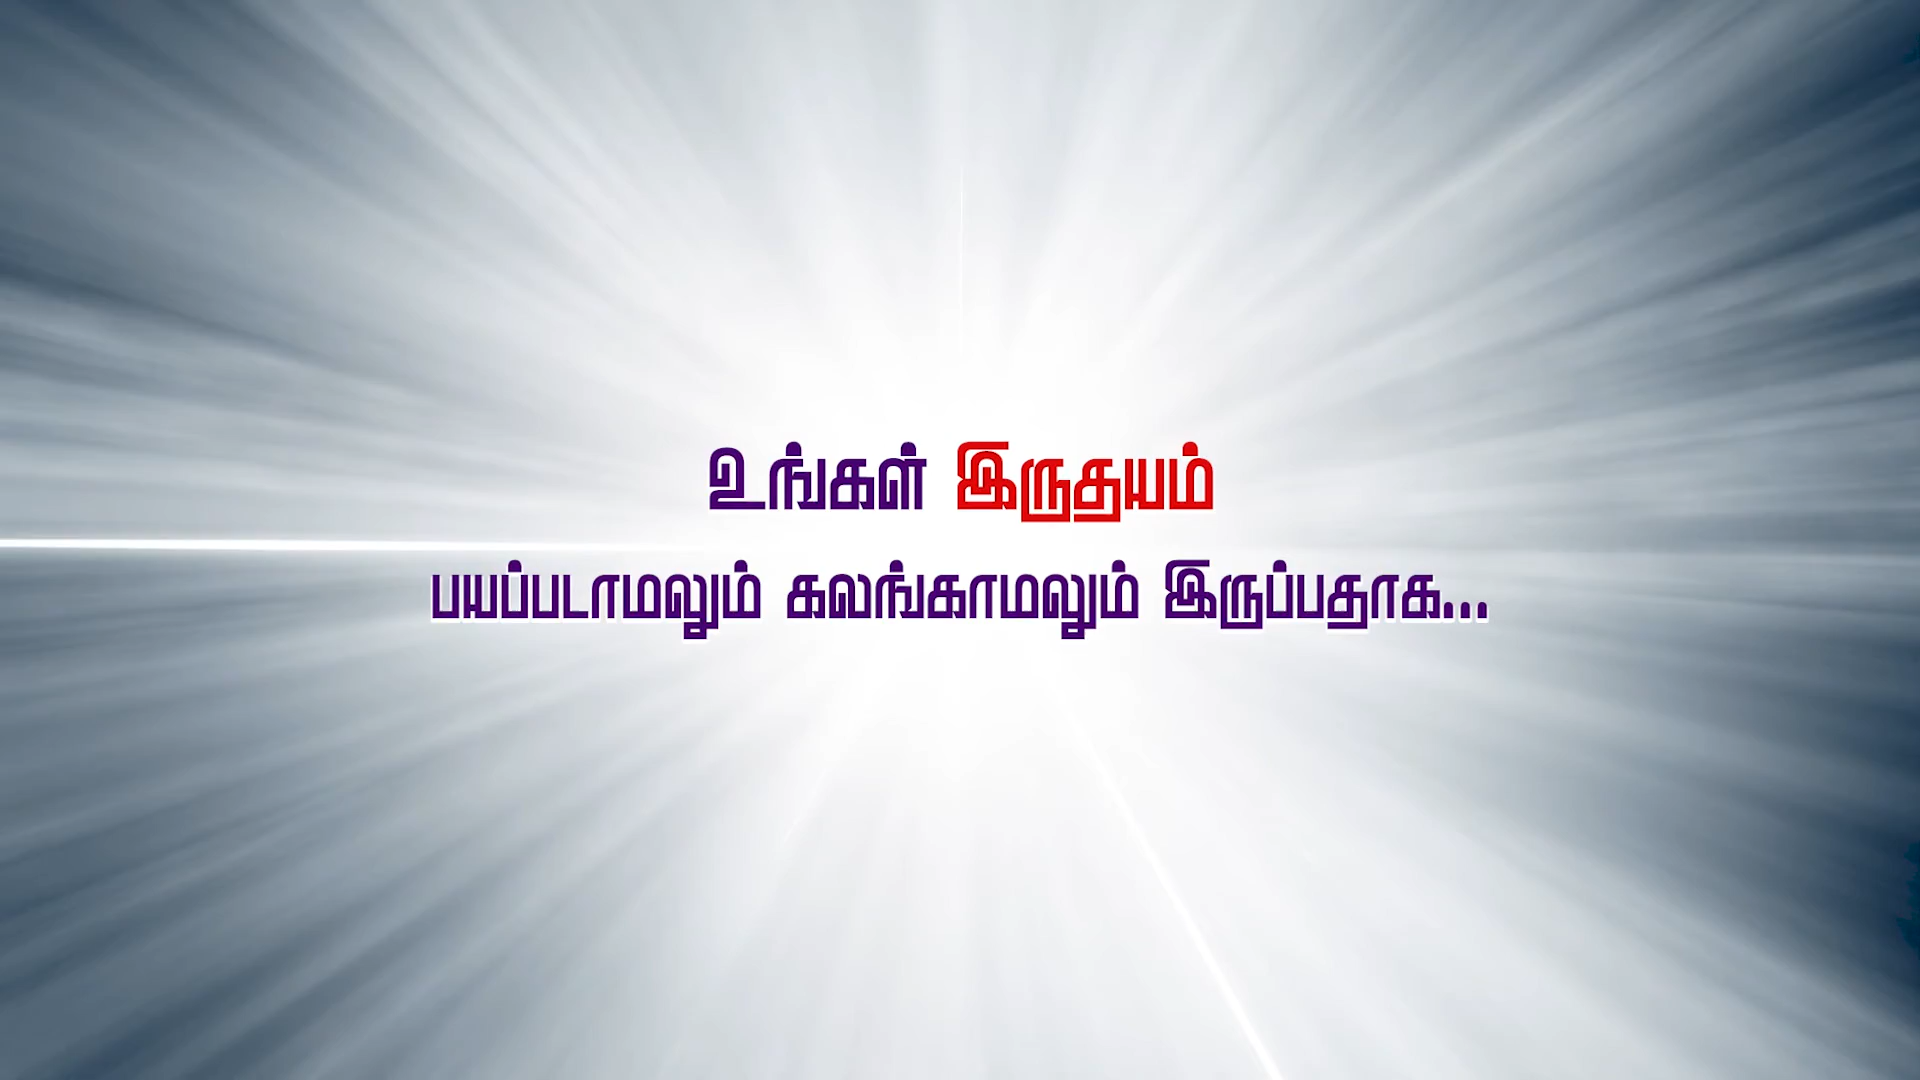 உங்கள் இருதயம்
பயப்படாமலும் கலங்காமலும் இருப்பதாக...